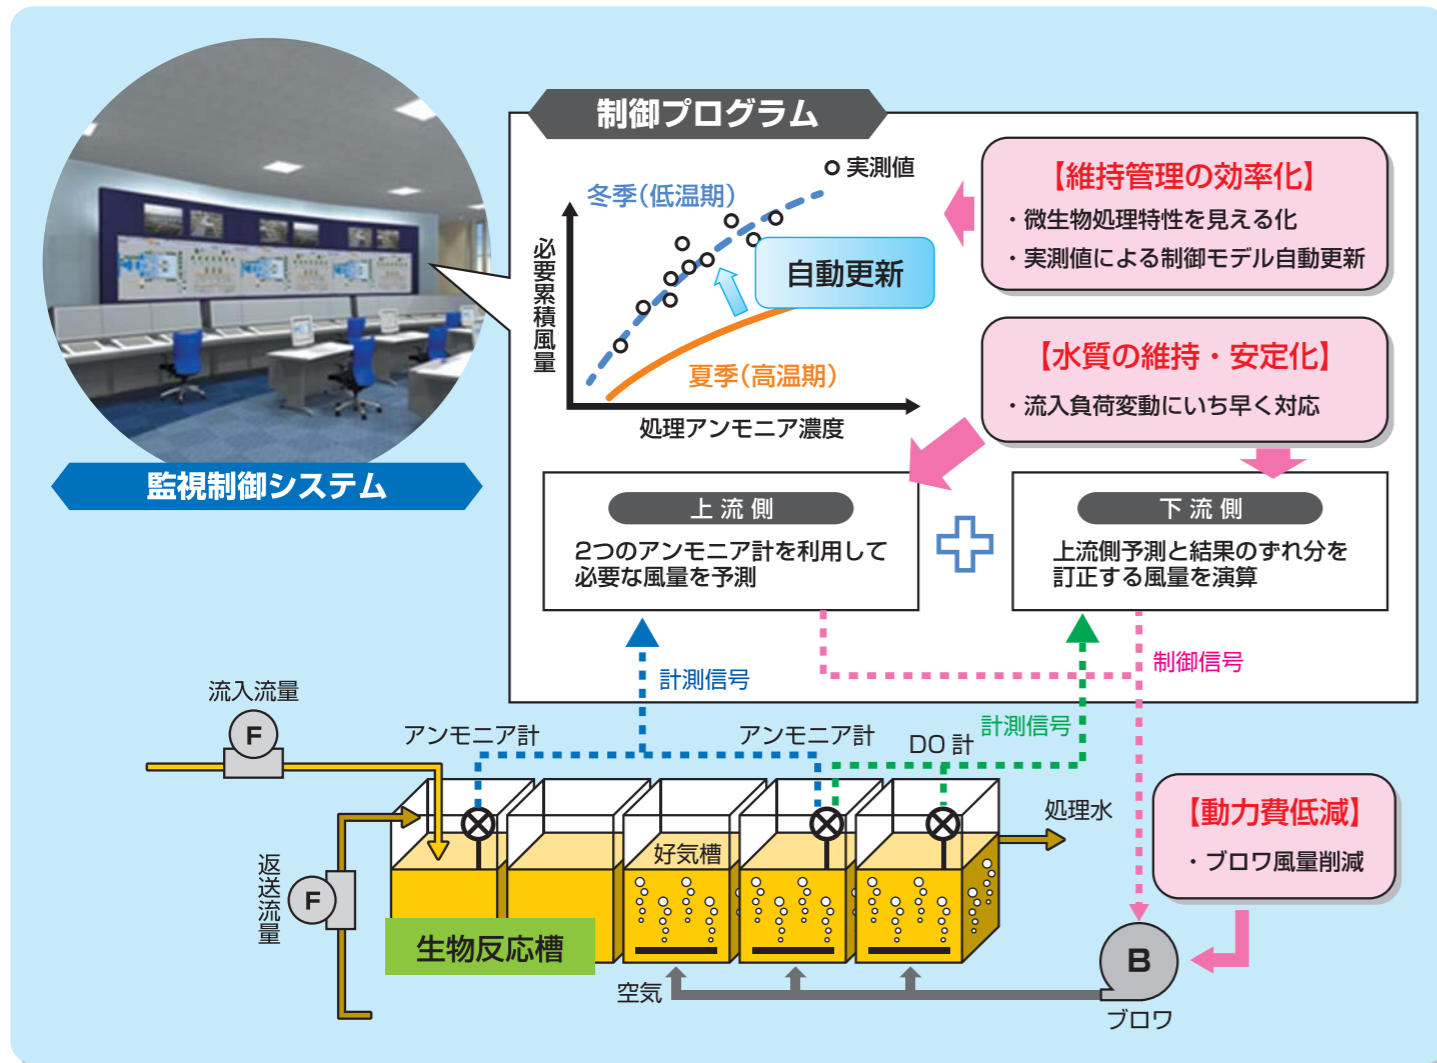 制御プログラム
実測値
冬季(低温期)
必要累積風量
自動更新
夏季(高温期)
処理アンモニア濃度
【維持管理の効率化】
・微生物処理特性を見える化
・実測値による制御モデル自動更新
【水質の維持・安定化】
・流入負荷変動にいち早く対応
監視制御システム
上流側
2つのアンモニア計を利用して
必要な風量を予測
下流側
上流側予測と結果のずれ分を
訂正する風量を演算
計測信号
制御信号
計測信号
流入流量
F
アンモニア計
アンモニア計
DO計
返送流量
F
好気槽
処理水
生物反応槽
空気
【動力費低減】
・ブロワ風量削減
B
ブロワ